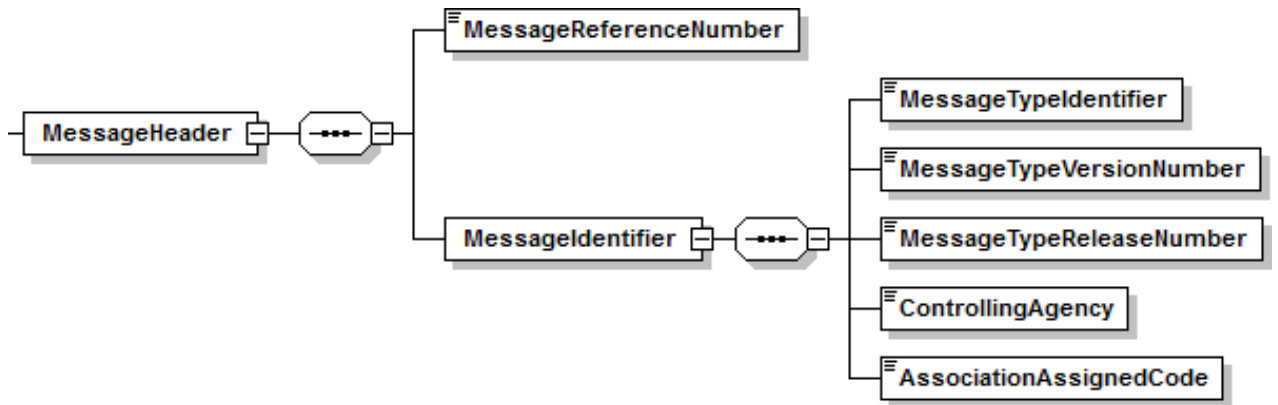 MessageReferenceNumber
MessageTypeIdentifier
MessageHeader
MessageTypeVersionNumber
MessageIdentifier
MessageTypeReleaseNumber
ControllingAgency
AssociationAssignedCode